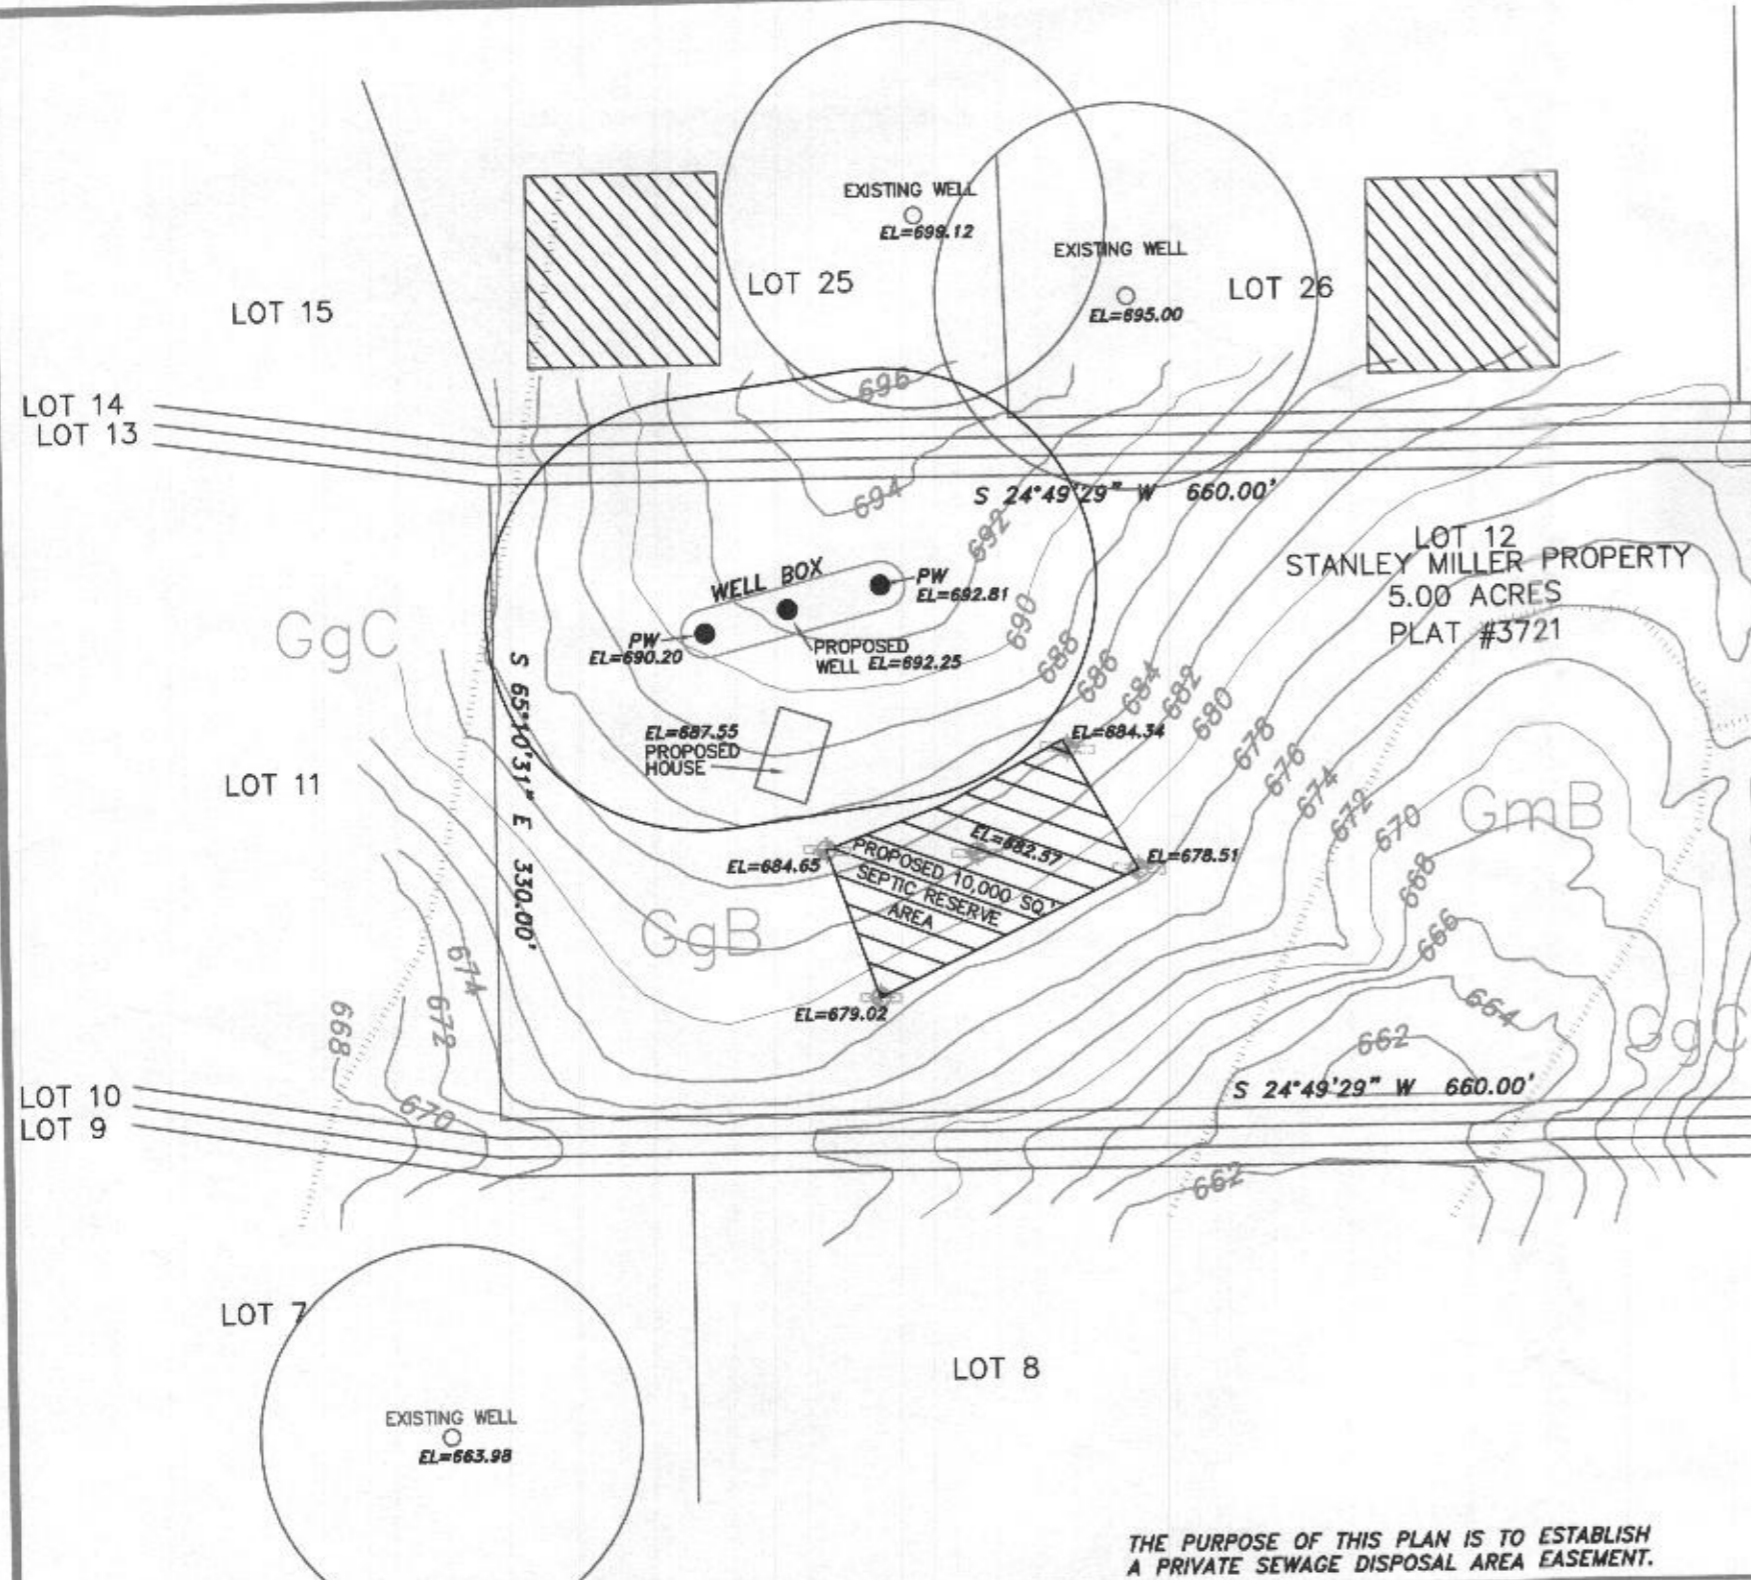 EXISTING WELL
EL=699.12
EXISTING WELL
EL=695.00
LOT 25
LOT 26
LOT 15
696
LOT 14
LOT 13
694
S 24°49'29" W 660.00'
692
LOT 12
STANLEY MILLER PROPERTY
5.00 ACRES
PLAT #3721
WELL BOX
PW
EL=692.81
PW
EL=690.20
PROPOSED
WELL EL=692.25
690
688
686
684
682
680
678
676
674
672
670
668
666
664
662
GgC
S 65°10'31" E 330.00'
EL=687.55
PROPOSED
HOUSE
EL=684.34
LOT 11
GmB
EL=684.65
EL=682.57
EL=678.51
PROPOSED 10,000 SQ.'
SEPTIC RESERVE
AREA
GgB
EL=679.02
674
672
668
670
GgC
S 24°49'29" W 660.00'
LOT 10
LOT 9
662
LOT 7
LOT 8
EXISTING WELL
EL=663.98
THE PURPOSE OF THIS PLAN IS TO ESTABLISH
A PRIVATE SEWAGE DISPOSAL AREA EASEMENT.